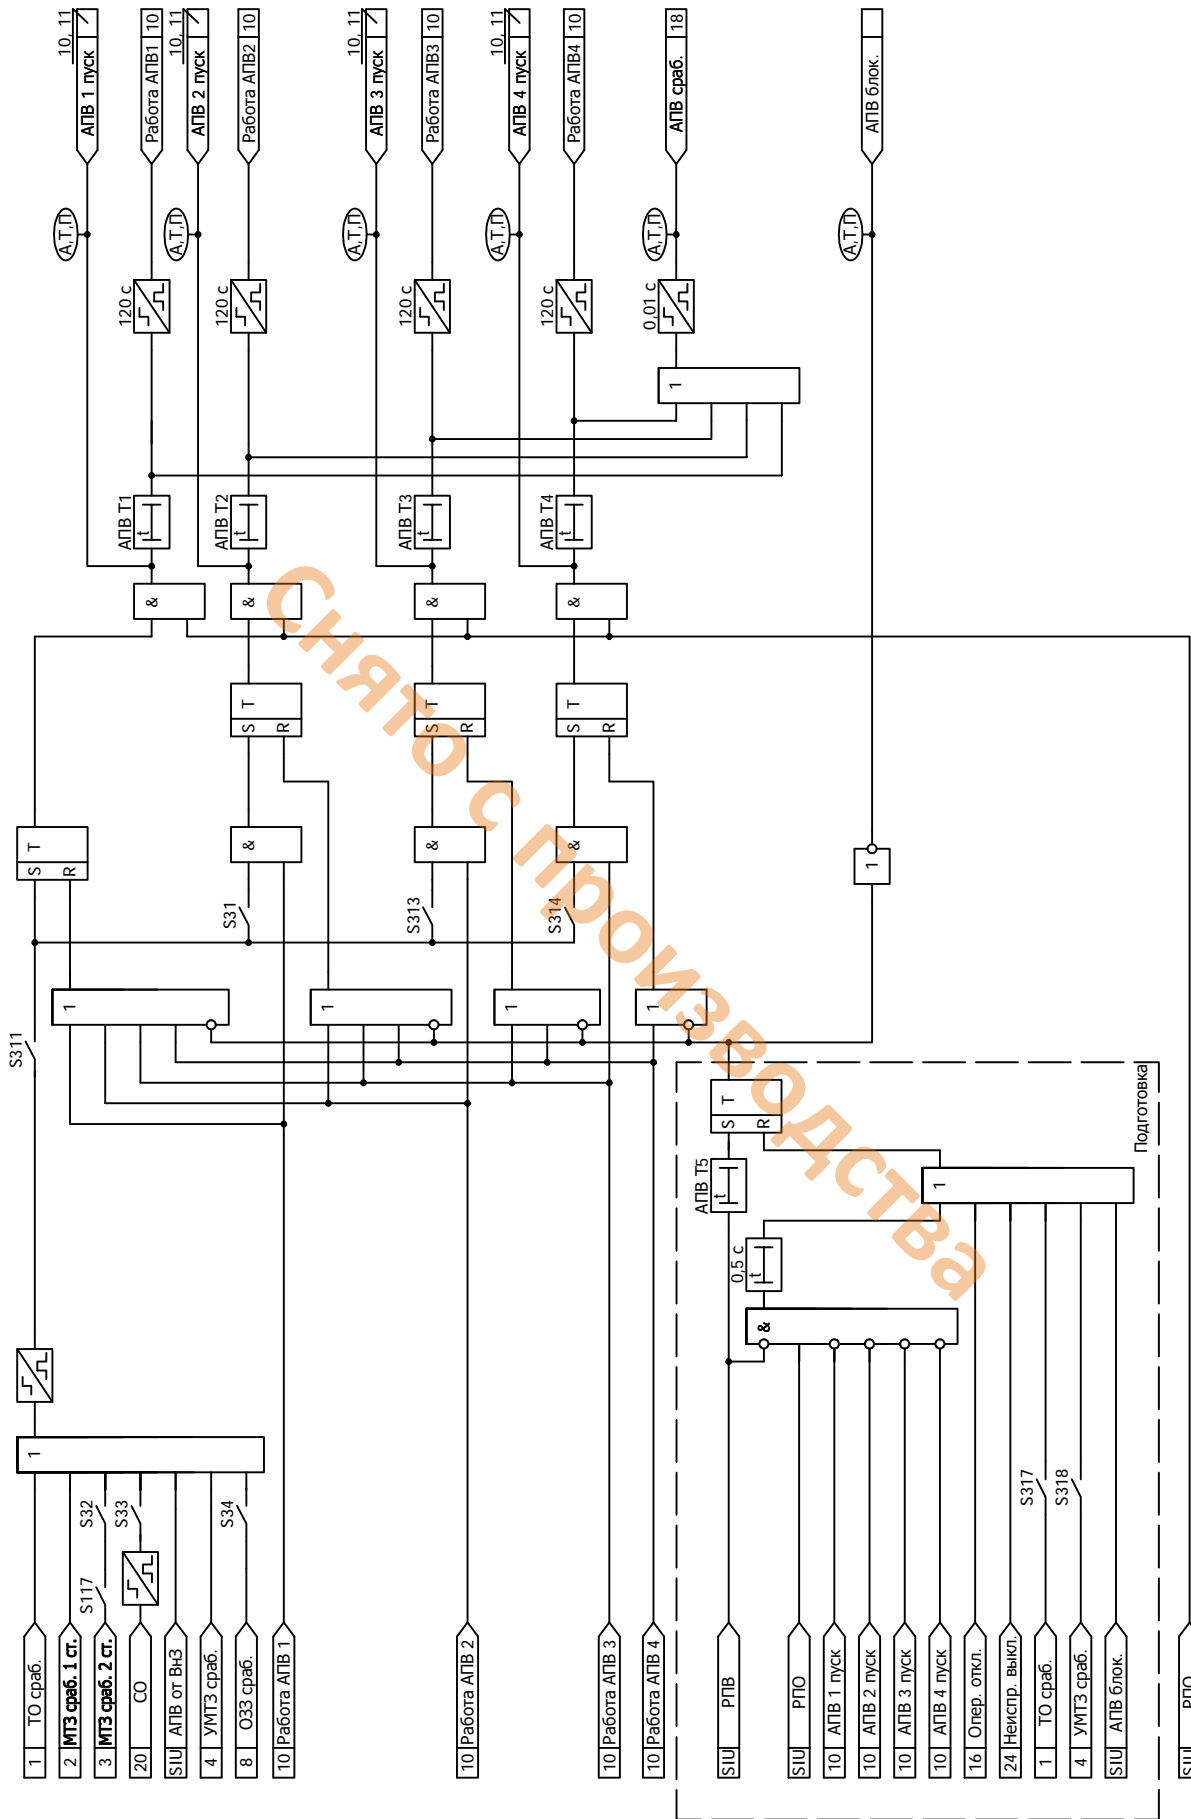 10, 11
АПВ 1 пуск
Работа АПВ1 10
10, 11
АПВ 2 пуск
Работа АПВ2 10
10, 11
АПВ 3 пуск
Работа АПВ3 10
10, 11
АПВ 4 пуск
Работа АПВ4 10
АПВ сраб. 18
АПВ блок.
А,Т,П
А,Т,П
А,Т,П
А,Т,П
А,Т,П
А,Т,П
120 с
120 с
120 с
120 с
0,01 с
1
АПВ Т1
t
АПВ Т2
t
АПВ Т3
t
АПВ Т4
t
&
&
&
&
S T
R
S T
R
S T
R
S T
R
&
&
&
1
S31
S313
S314
S311
1
1
1
1
Подготовка
S T
R
АПВ Т5
t
1
0,5 с
t
&
1
S32
S33
S34
S117
S317
S318
1 ТО сраб.
2 МТЗ сраб. 1 ст.
3 МТЗ сраб. 2 ст.
20 СО
SIU АПВ от ВнЗ
4 УМТЗ сраб.
8 ОЗЗ сраб.
10 Работа АПВ 1
10 Работа АПВ 2
10 Работа АПВ 3
10 Работа АПВ 4
SIU РПВ
SIU РПО
10 АПВ 1 пуск
10 АПВ 2 пуск
10 АПВ 3 пуск
10 АПВ 4 пуск
16 Опер. откл.
24 Неиспр. выкл.
1 ТО сраб.
4 УМТЗ сраб.
SIU АПВ блок.
SIU РПО
Снято с производства